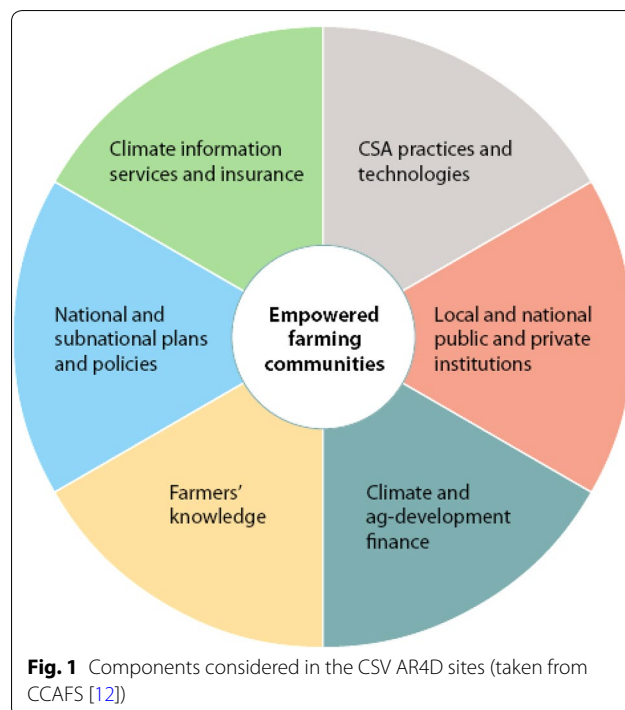 Climate information
services and insurance
CSA practices and
technologies
National and
subnational plans
and policies
Empowered
farming
communities
Local and national
public and private
institutions
Farmers’
knowledge
Climate and
ag-development
finance
Fig. 1 Components considered in the CSV AR4D sites (taken from
CCAFS [12])